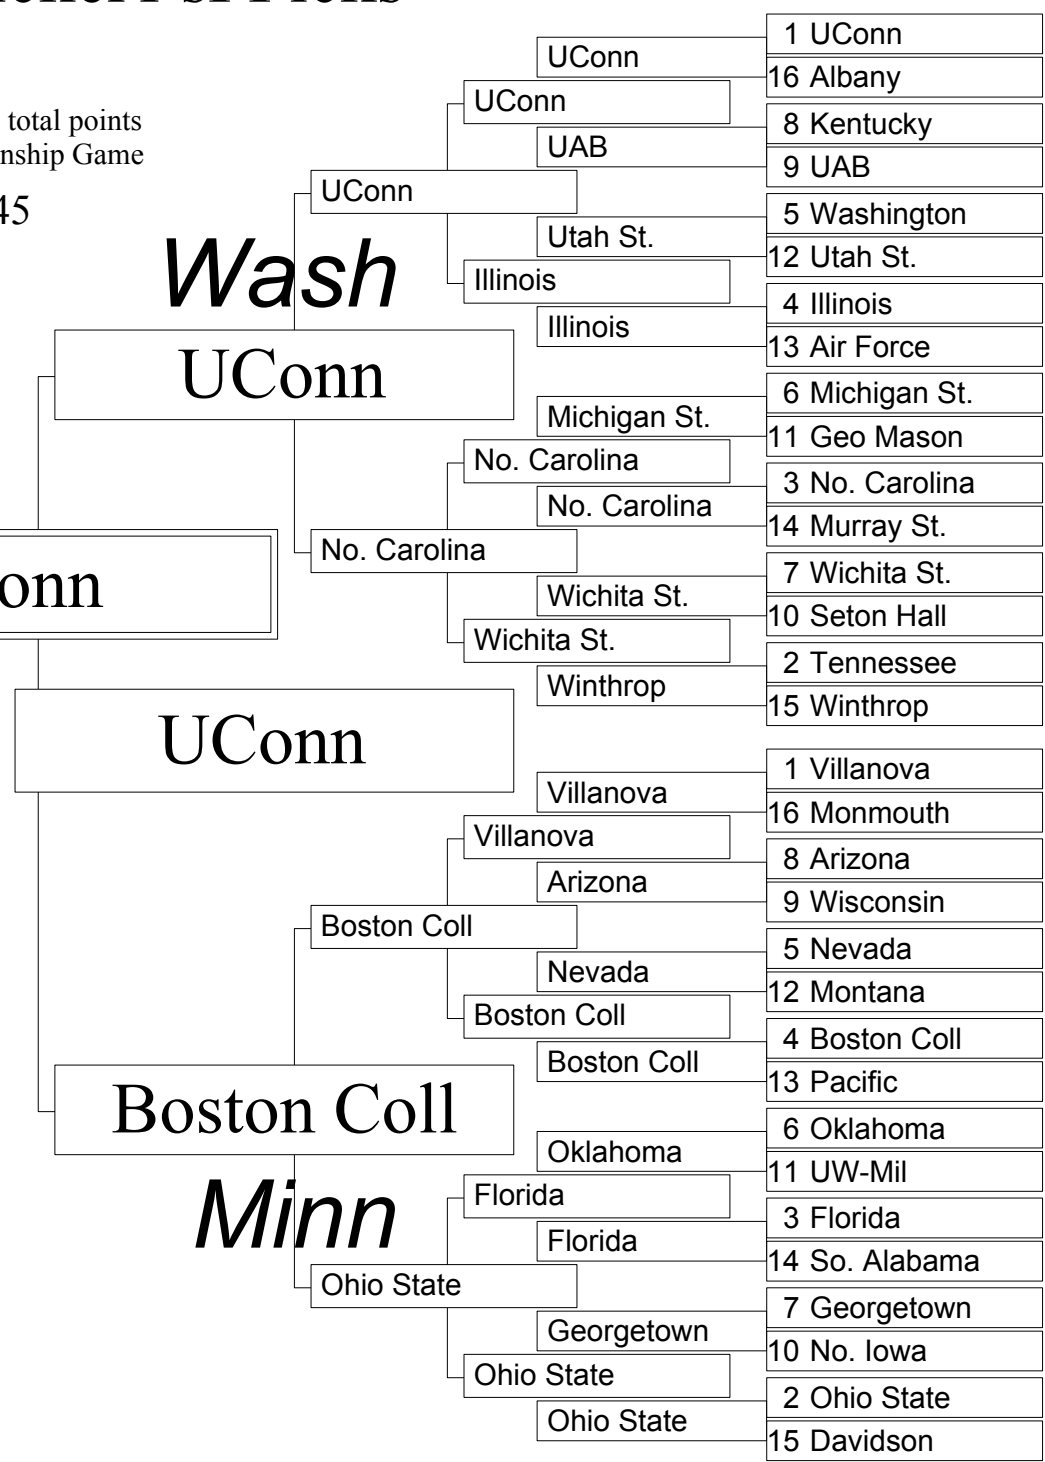 total points
nship Game
45
Wash
UConn
onn
UConn
Boston Coll
Minn
UConn
No. Carolina
Boston Coll
Ohio State
UConn
Illinois
No. Carolina
Wichita St.
Villanova
Boston Coll
Florida
Ohio State
UConn
UAB
Utah St.
Illinois
Michigan St.
No. Carolina
Wichita St.
Winthrop
Villanova
Arizona
Nevada
Boston Coll
Oklahoma
Florida
Georgetown
Ohio State
1 UConn
16 Albany
8 Kentucky
9 UAB
5 Washington
12 Utah St.
4 Illinois
13 Air Force
6 Michigan St.
11 Geo Mason
3 No. Carolina
14 Murray St.
7 Wichita St.
10 Seton Hall
2 Tennessee
15 Winthrop
1 Villanova
16 Monmouth
8 Arizona
9 Wisconsin
5 Nevada
12 Montana
4 Boston Coll
13 Pacific
6 Oklahoma
11 UW-Mil
3 Florida
14 So. Alabama
7 Georgetown
10 No. Iowa
2 Ohio State
15 Davidson